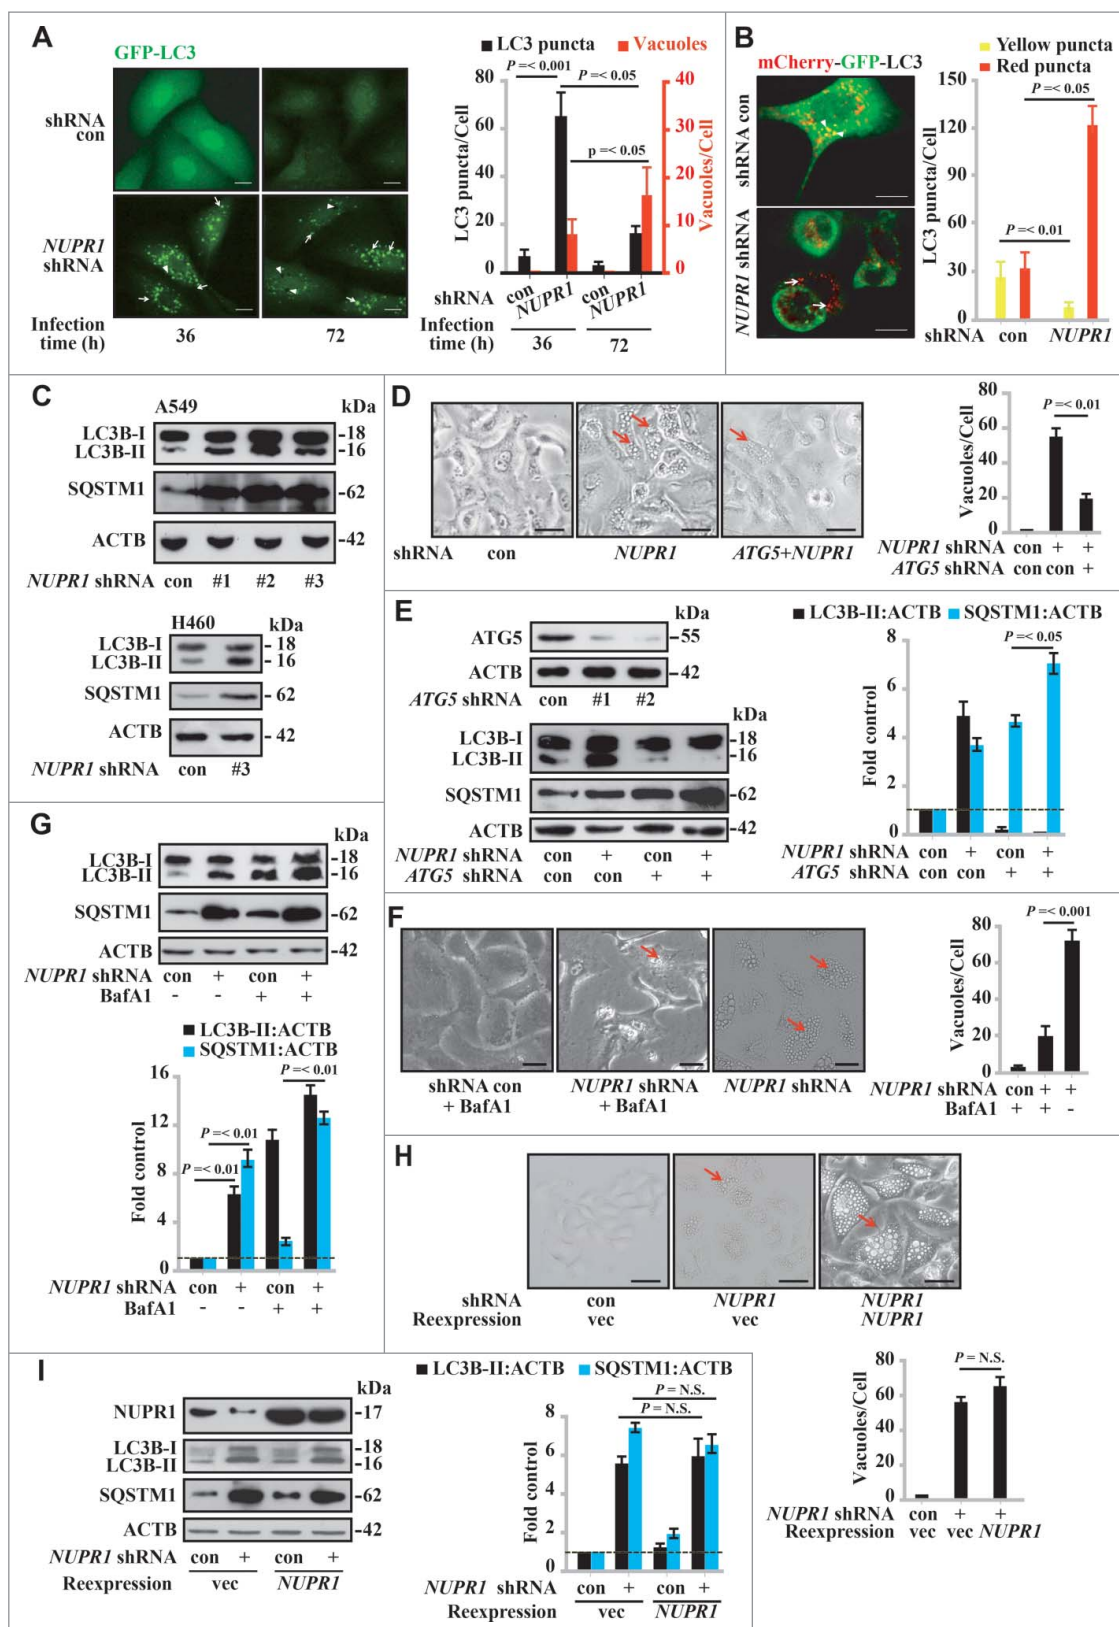 A
GFP-LC3
shRNA
con
NUPR1
shRNA
Infection
time (h)
36
72
LC3 puncta
Vacuoles
P =< 0.001
P =< 0.05
p =< 0.05
80
60
40
20
0
LC3 puncta/Cell
40
30
20
10
0
Vacuoles/Cell
shRNA
con
NUPR1
con
NUPR1
Infection
time (h)
36
72
B
mCherry-GFP-LC3
shRNA con
NUPR1 shRNA
Yellow puncta
Red puncta
P =< 0.05
P =< 0.01
150
120
90
60
30
0
LC3 puncta/Cell
shRNA
con
NUPR1
C
A549
kDa
LC3B-I
18
LC3B-II
16
SQSTM1
62
ACTB
42
NUPR1 shRNA con #1 #2 #3
H460
kDa
LC3B-I
18
LC3B-II
16
SQSTM1
62
ACTB
42
NUPR1 shRNA con #3
D
shRNA con NUPR1 ATG5+NUPR1
P =< 0.01
80
60
40
20
0
Vacuoles/Cell
NUPR1 shRNA con + +
ATG5 shRNA con con +
E
ATG5
55
ACTB
42
ATG5 shRNA con #1 #2
kDa
LC3B-I
18
LC3B-II
16
SQSTM1
62
ACTB
42
NUPR1 shRNA con + con +
ATG5 shRNA con con + +
LC3B-II:ACTB SQSTM1:ACTB
P =< 0.05
8
6
4
2
0
Fold control
NUPR1 shRNA con + con +
ATG5 shRNA con con + +
F
shRNA con
+ BafA1
NUPR1 shRNA
+ BafA1
NUPR1 shRNA
P =< 0.001
80
60
40
20
0
Vacuoles/Cell
NUPR1 shRNA con + +
BafA1 + + -
G
kDa
LC3B-I
18
LC3B-II
16
SQSTM1
62
ACTB
42
NUPR1 shRNA con + con +
BafA1 - - + +
LC3B-II:ACTB
SQSTM1:ACTB
P =< 0.01
P =< 0.01
P =< 0.01
16
12
8
4
0
Fold control
NUPR1 shRNA con + con +
BafA1 - - + +
H
shRNA con NUPR1 NUPR1
Reexpression vec vec NUPR1
P = N.S.
80
60
40
20
0
Vacuoles/Cell
NUPR1 shRNA con + +
Reexpression vec vec NUPR1
I
kDa
NUPR1
17
LC3B-I
18
LC3B-II
16
SQSTM1
62
ACTB
42
NUPR1 shRNA con + con +
Reexpression vec NUPR1
LC3B-II:ACTB SQSTM1:ACTB
P = N.S.
P = N.S.
8
6
4
2
0
Fold control
NUPR1 shRNA con + con +
Reexpression vec NUPR1